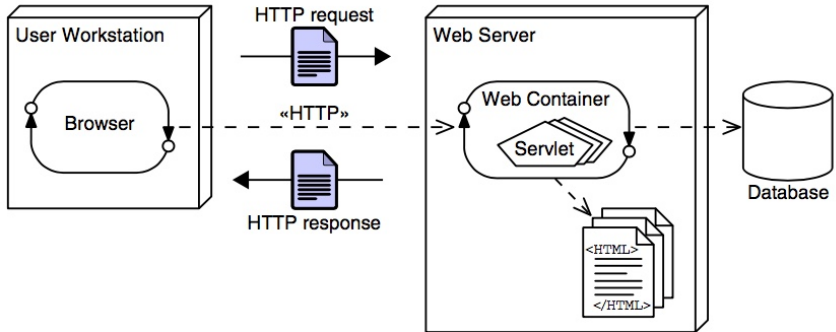 HTTP request
User Workstation
Web Server
Browser
«HTTP»
Web Container
Servlet
Database
HTTP response
<HTML>
</HTML>